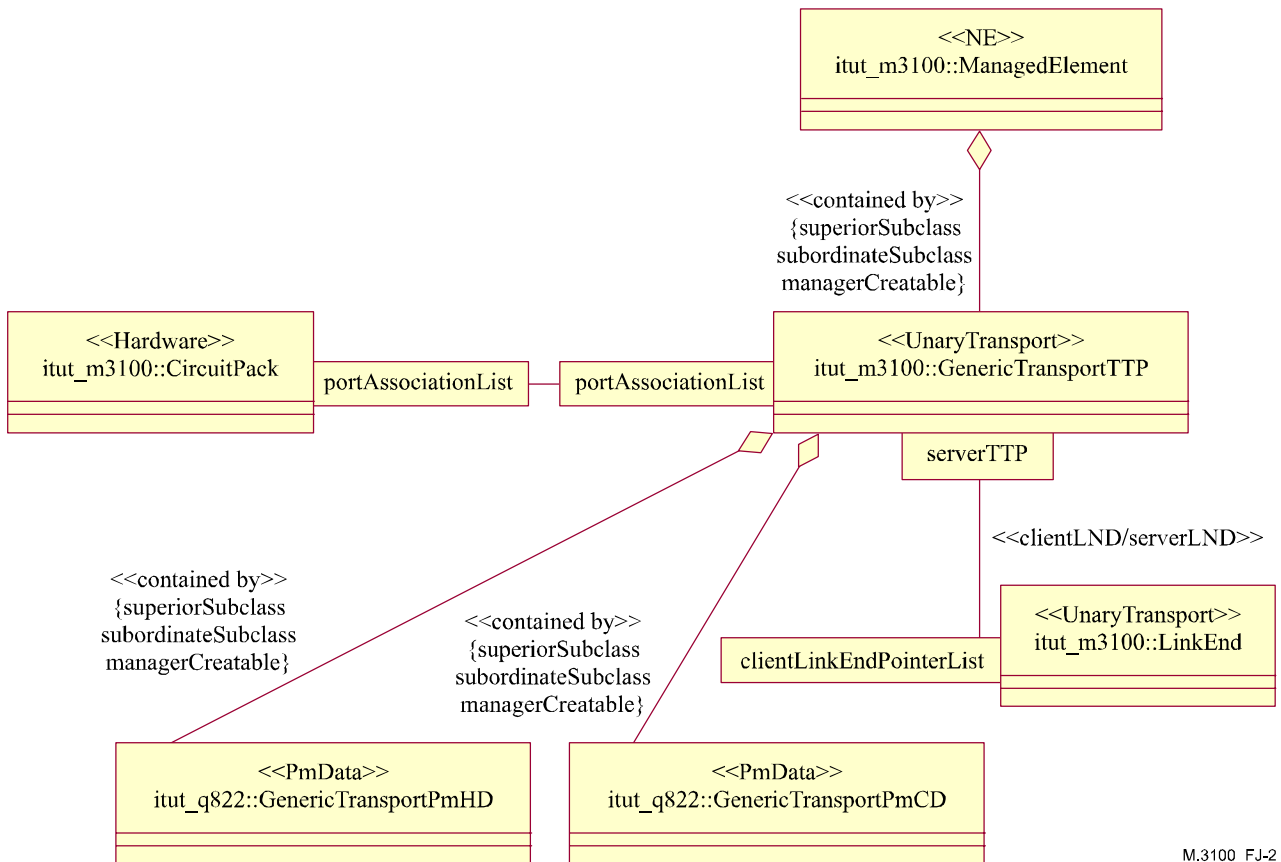 <<NE>>
itut_m3100::ManagedElement
<<contained by>>
{superiorSubclass
subordinateSubclass
managerCreatable}
<<Hardware>>
itut_m3100::CircuitPack
portAssociationList
portAssociationList
<<UnaryTransport>>
itut_m3100::GenericTransportTTP
serverTTP
<<clientLND/serverLND>>
<<contained by>>
{superiorSubclass
subordinateSubclass
managerCreatable}
<<contained by>>
{superiorSubclass
subordinateSubclass
managerCreatable}
clientLinkEndPointerList
<<UnaryTransport>>
itut_m3100::LinkEnd
<<PmData>>
itut_q822::GenericTransportPmHD
<<PmData>>
itut_q822::GenericTransportPmCD
M.3100_FJ-2